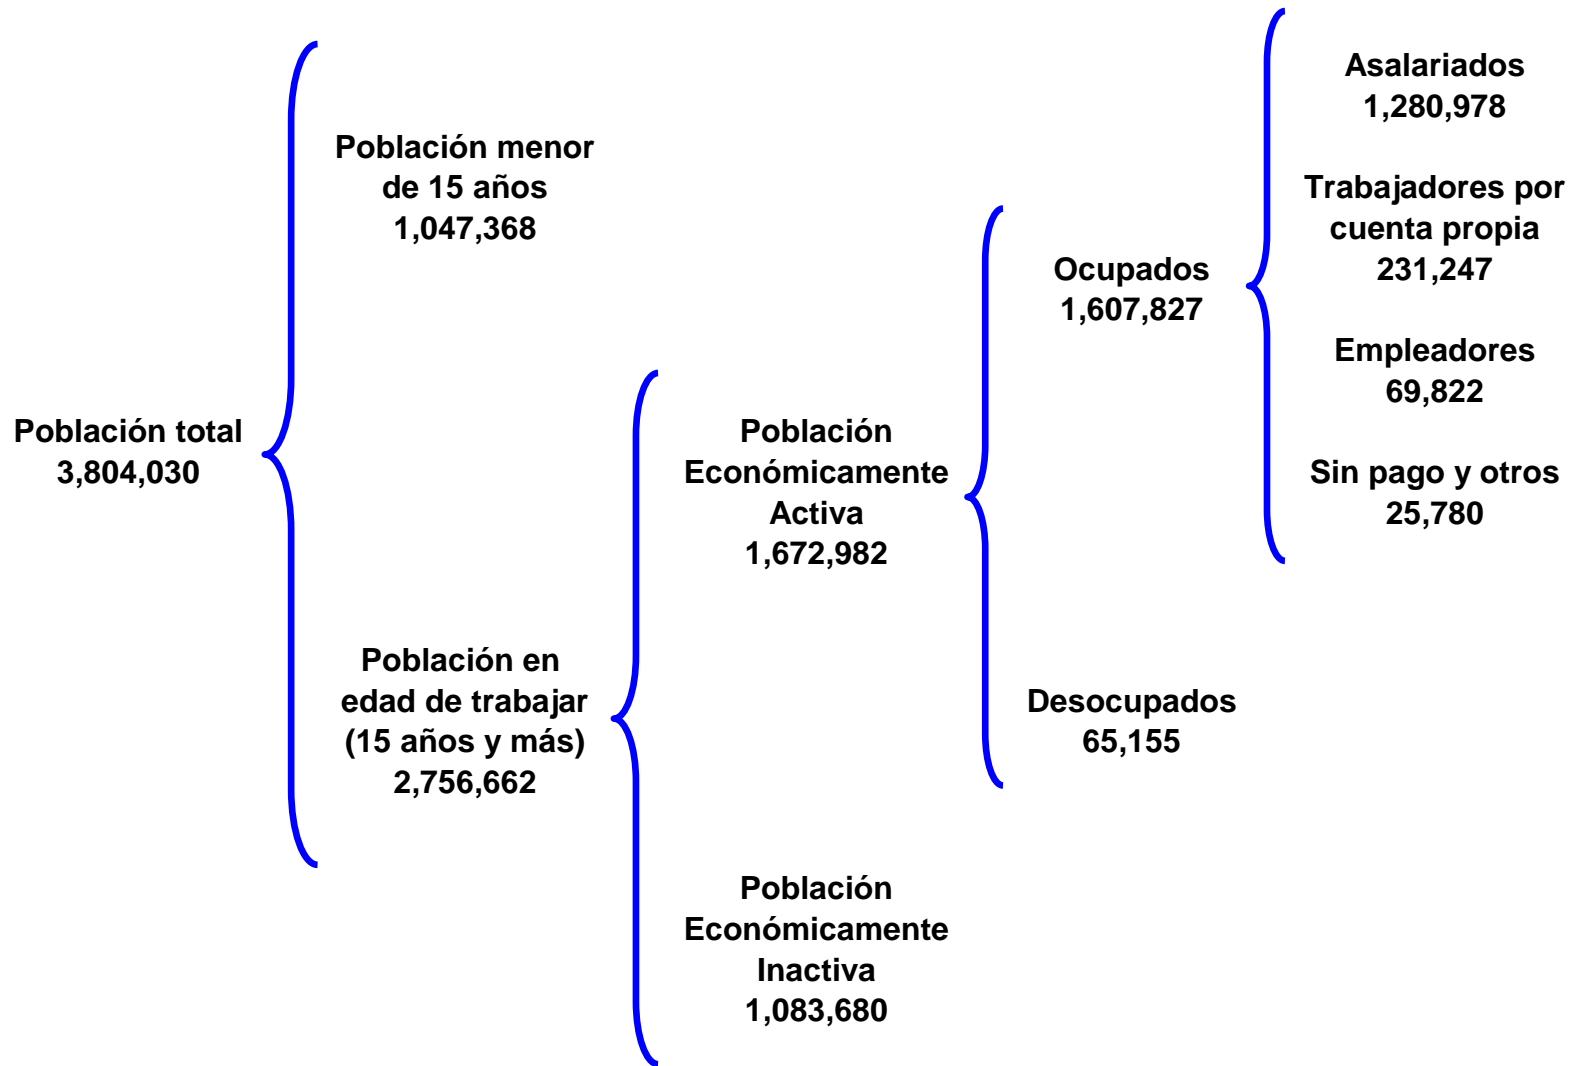 Población total
3,804,030
Población menor
de 15 años
1,047,368
Población en
edad de trabajar
(15 años y más)
2,756,662
Población
Económicamente
Activa
1,672,982
Población
Económicamente
Inactiva
1,083,680
Ocupados
1,607,827
Desocupados
65,155
Asalariados
1,280,978
Trabajadores por
cuenta propia
231,247
Empleadores
69,822
Sin pago y otros
25,780